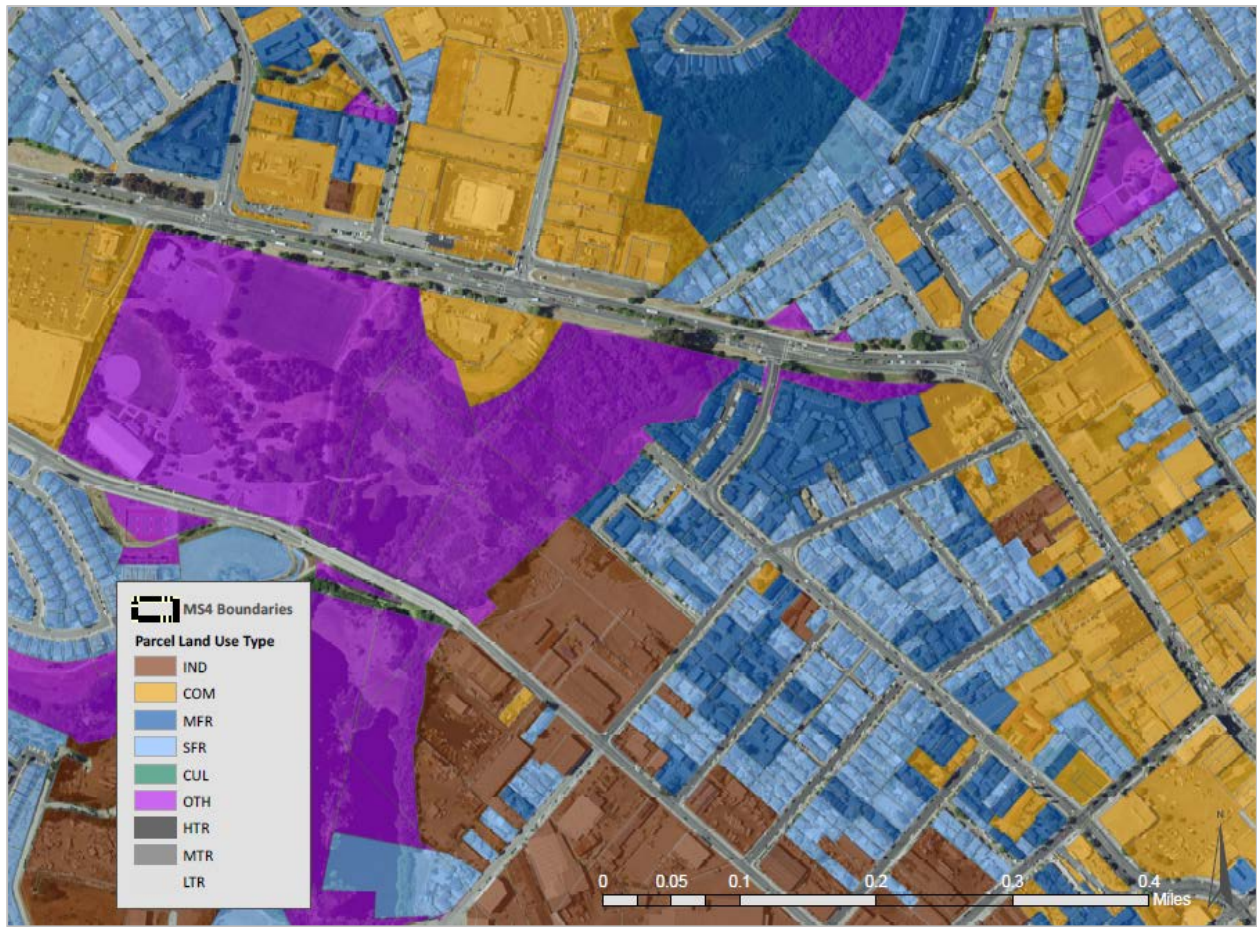 MS4 Boundaries
Parcel Land Use Type
IND
COM
MFR
SFR
CUL
OTH
HTR
MTR
LTR
0 0.05 0.1 0.2 0.3 0.4
Miles
N